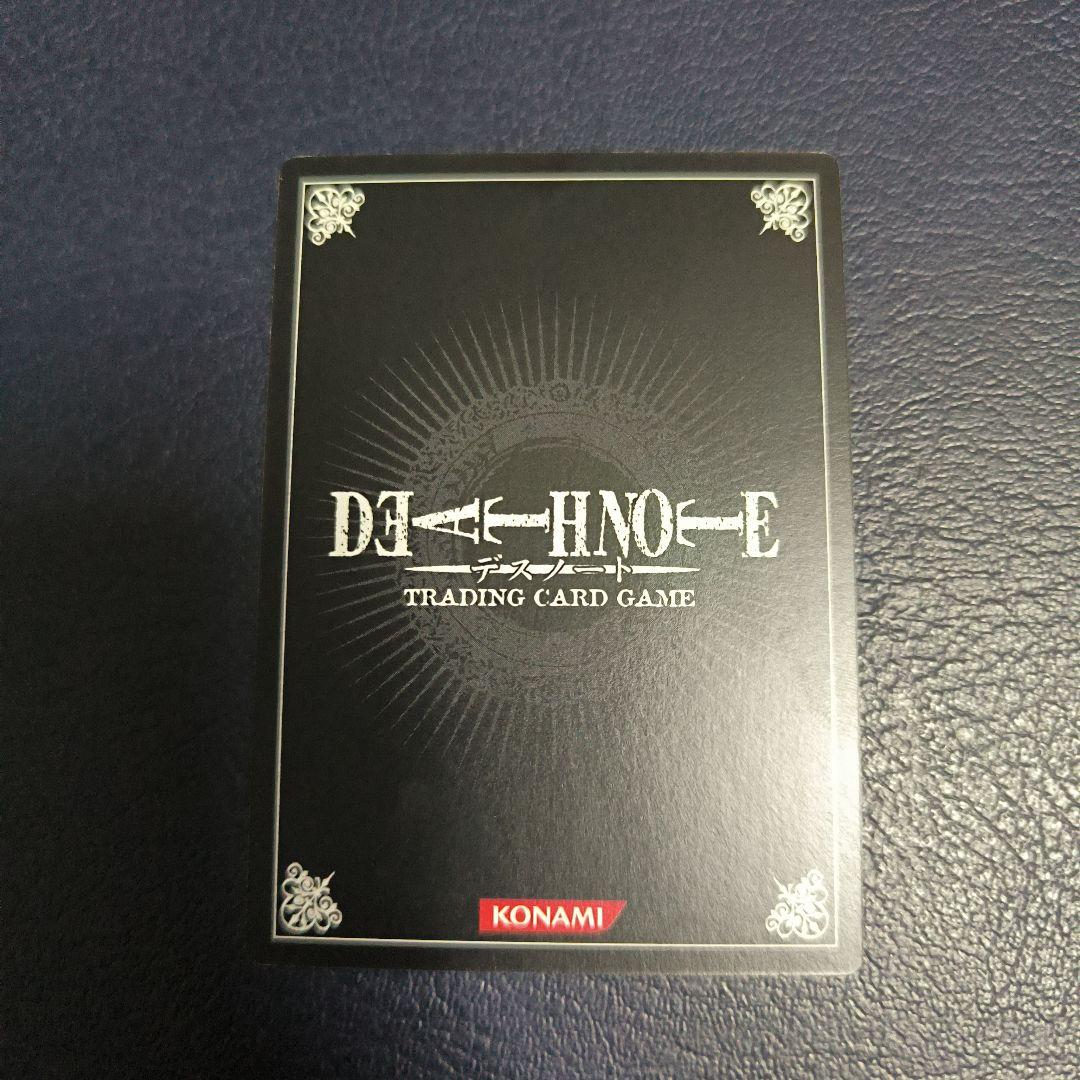 DEATH NOTE
デスノート
TRADING CARD GAME
KONAMI